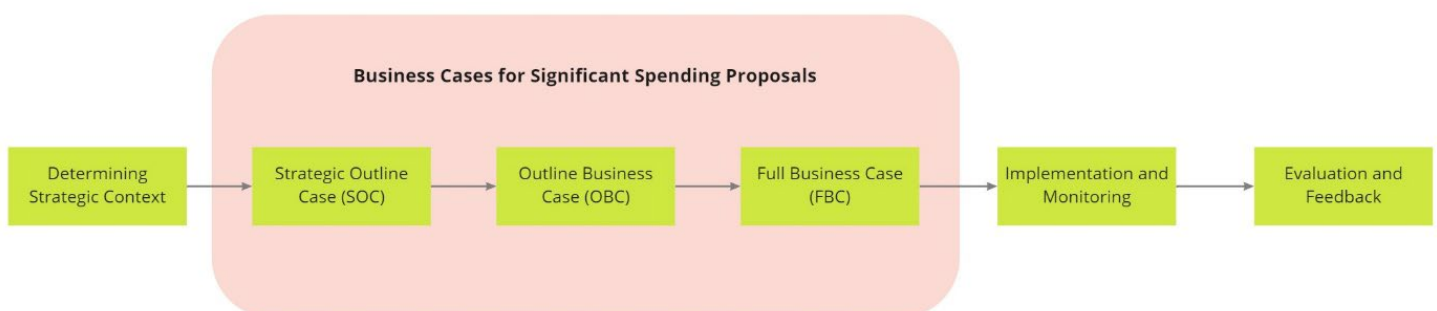 Business Cases for Significant Spending Proposals
Determining
Strategic Context
Strategic Outline
Case (SOC)
Outline Business
Case (OBC)
Full Business Case
(FBC)
Implementation and
Monitoring
Evaluation and
Feedback